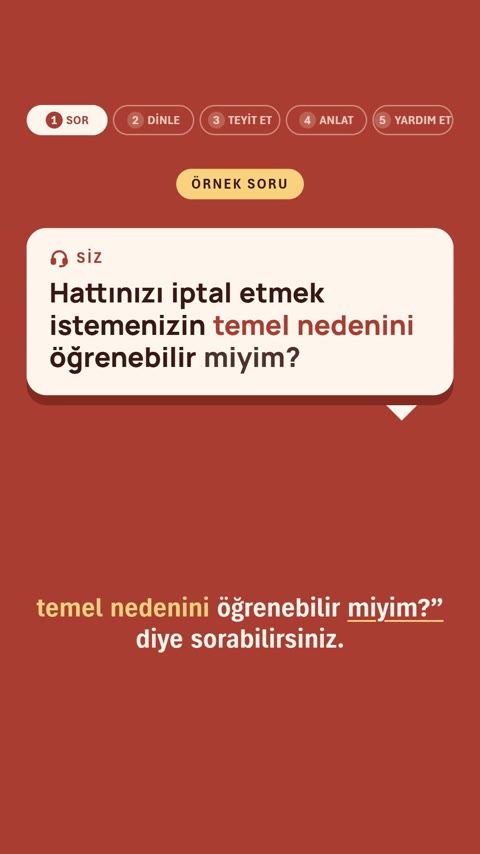 1 SOR 2 DİNLE 3 TEYİT ET 4 ANLAT 5 YARDIM ET
ÖRNEK SORU
SİZ
Hattınızı iptal etmek
istemenizin temel nedenini
öğrenebilir miyim?
temel nedenini öğrenebilir miyim?”
diye sorabilirsiniz.